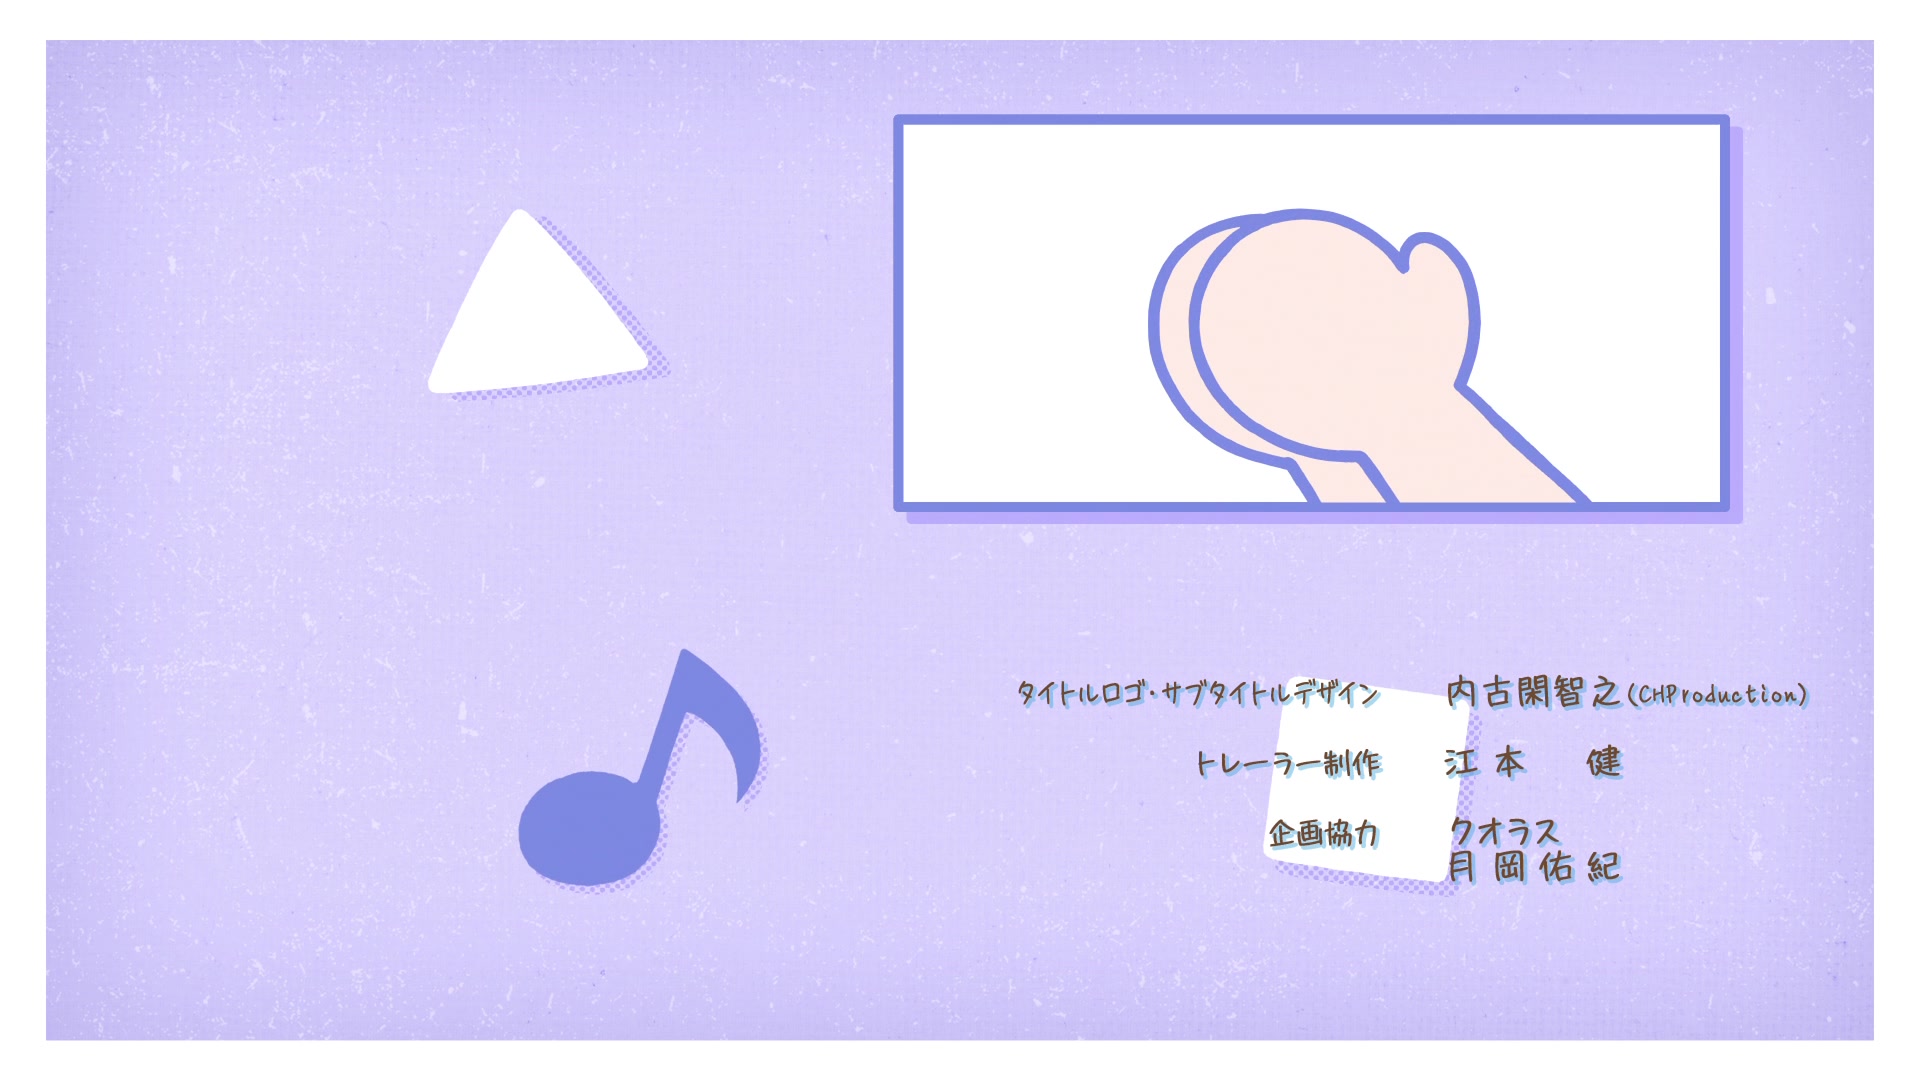 タイトルロゴ・サブタイトルデザイン 内古閑智之(CHProduction)
トレーラー制作 江本 健
企画協力 クオラス
月岡佑紀